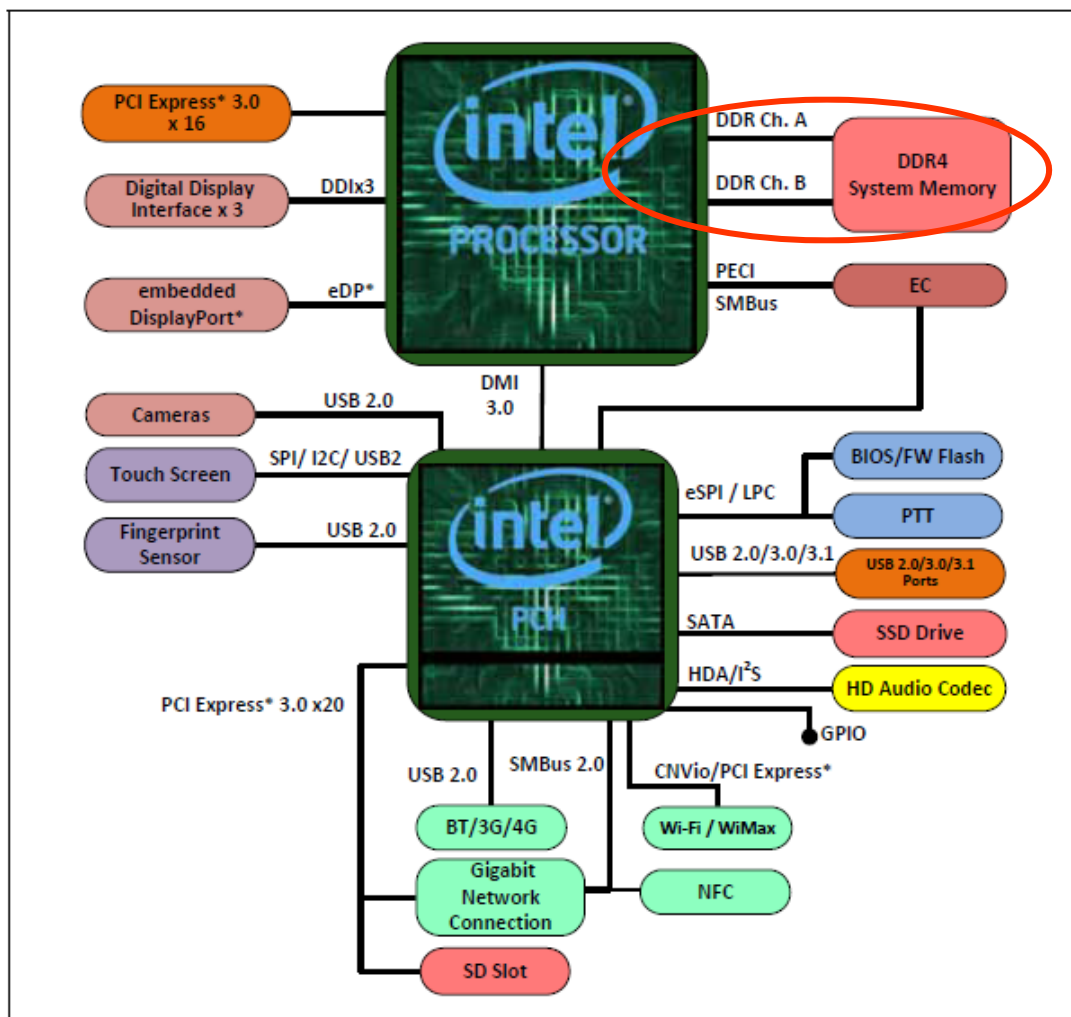 PCI Express* 3.0
x 16
Digital Display
Interface x 3
DDIx3
embedded
DisplayPort*
eDP*
intel
®
PROCESSOR
DDR Ch. A
DDR Ch. B
DDR4
System Memory
PECI
SMBus
EC
DMI
3.0
Cameras
USB 2.0
Touch Screen
SPI/ I2C/ USB2
Fingerprint
Sensor
USB 2.0
intel
PCH
eSPI / LPC
BIOS/FW Flash
PTT
USB 2.0/3.0/3.1
USB 2.0/3.0/3.1
Ports
SATA
SSD Drive
HDA/I²S
HD Audio Codec
GPIO
PCI Express* 3.0 x20
USB 2.0
SMBus 2.0
CNVio/PCI Express*
BT/3G/4G
Wi-Fi / WiMax
Gigabit
Network
Connection
NFC
SD Slot